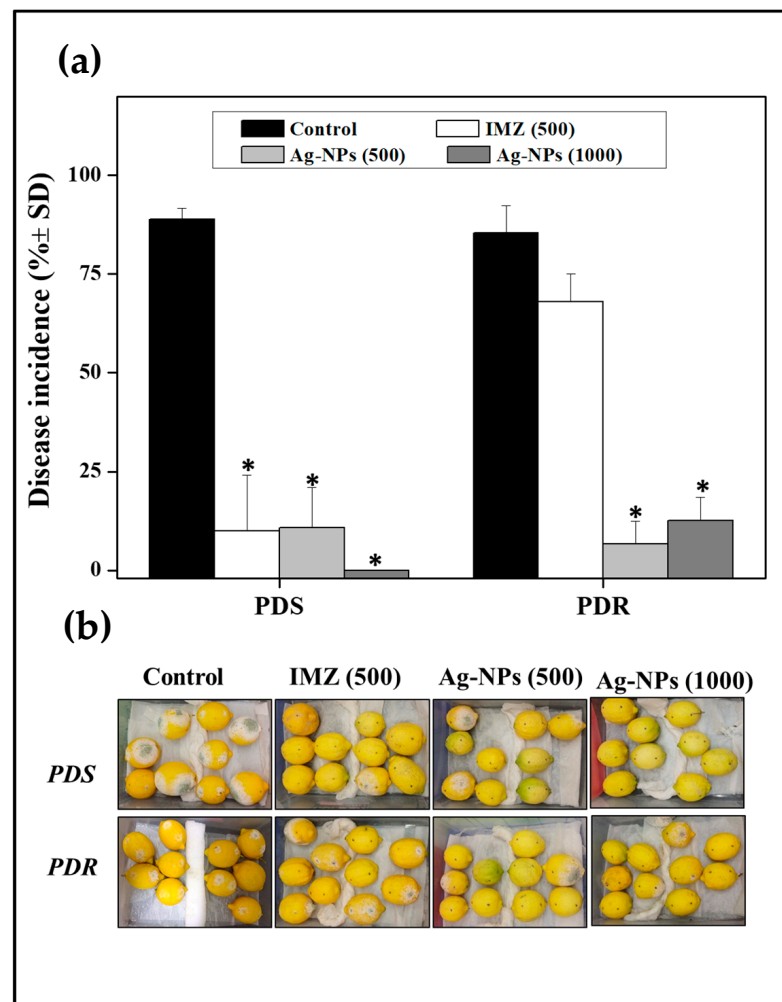 (a)
Control
IMZ (500)
Ag-NPs (500)
Ag-NPs (1000)
Disease incidence (%± SD)
100
75
50
25
0
*
*
*
*
*
PDS
PDR
(b)
Control
IMZ (500)
Ag-NPs (500)
Ag-NPs (1000)
PDS
PDR